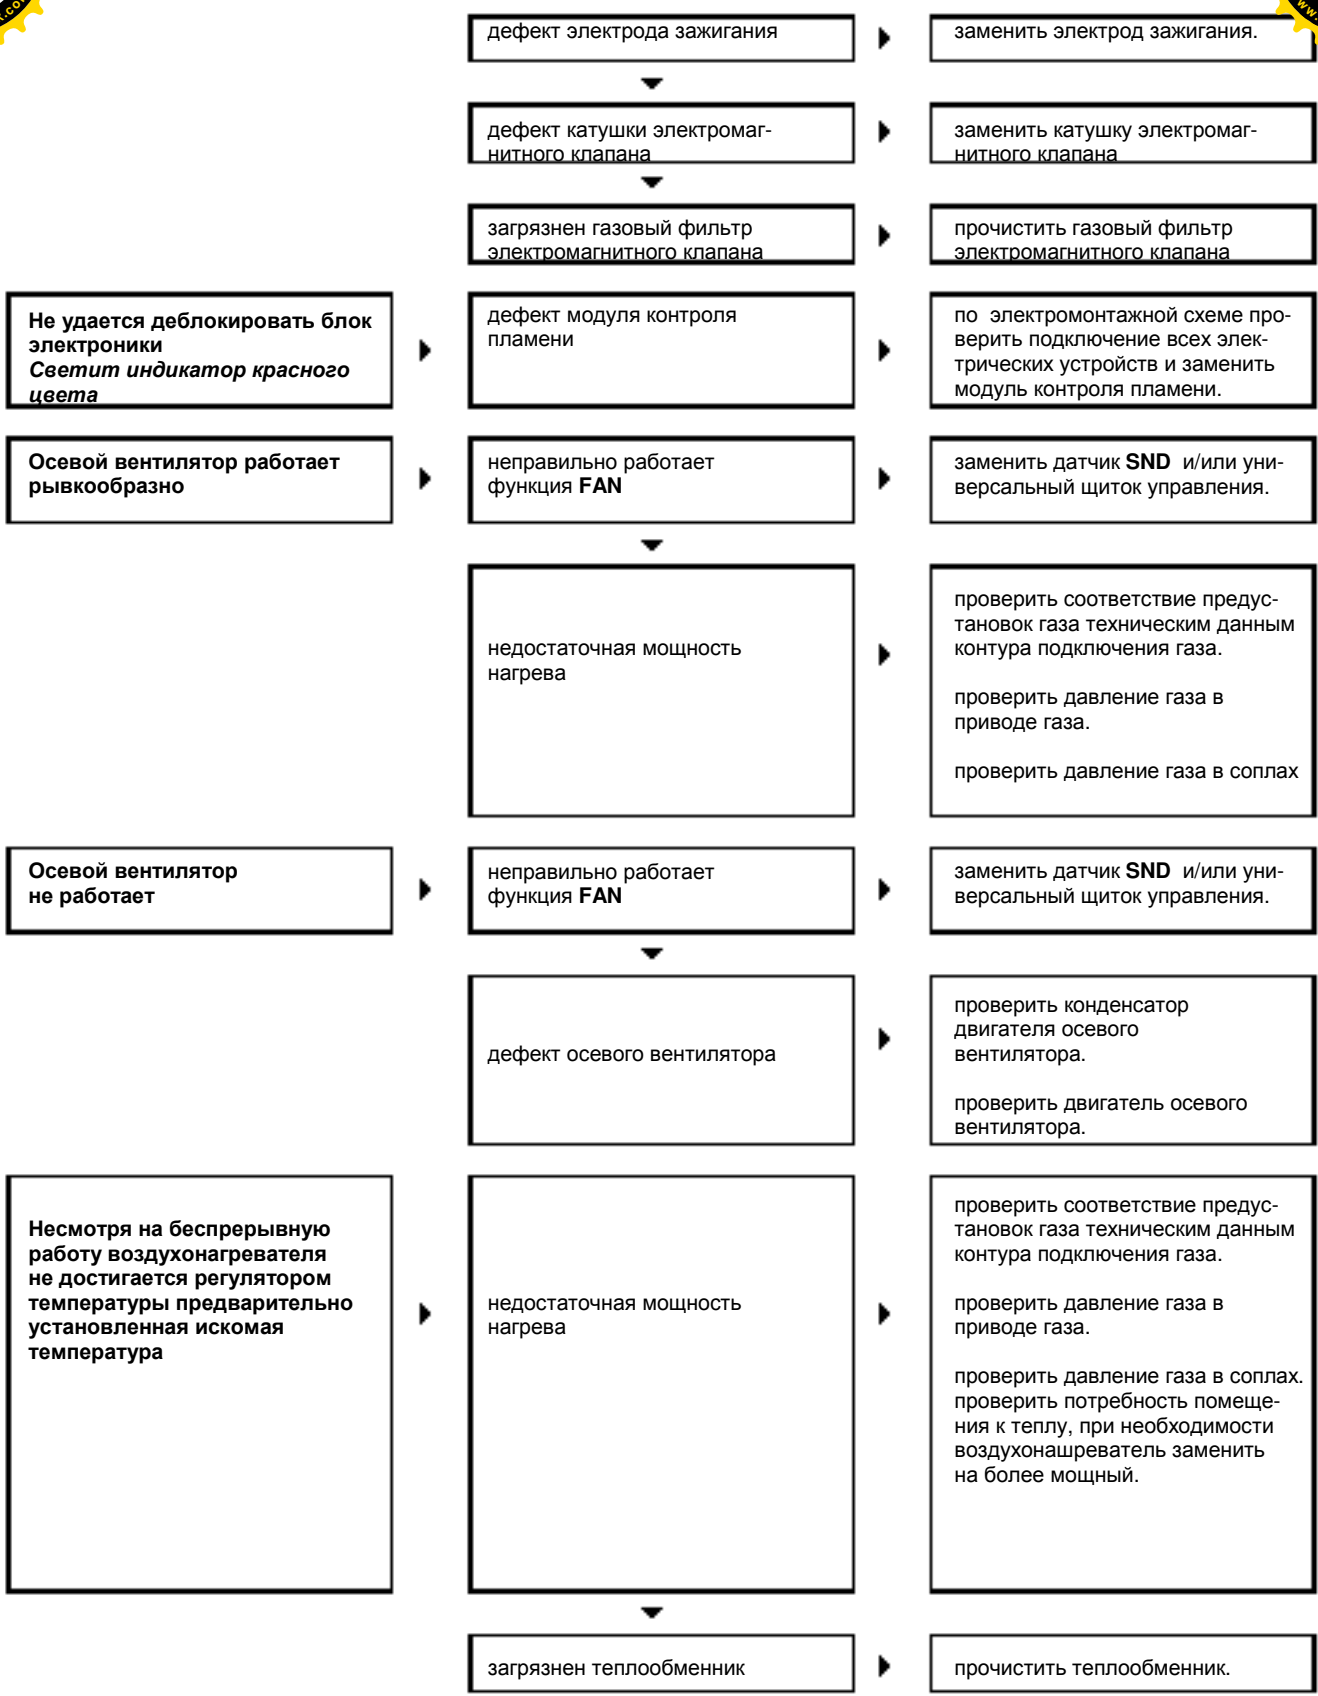 дефект электрода зажигания
заменить электрод зажигания.
дефект катушки электромаг-
нитного клапана
заменить катушку электромаг-
нитного клапана
загрязнен газовый фильтр
электромагнитного клапана
прочистить газовый фильтр
электромагнитного клапана
Не удается деблокировать блок
электроники
Светит индикатор красного
цвета
дефект модуля контроля
пламени
по электромонтажной схеме про-
верить подключение всех элек-
трических устройств и заменить
модуль контроля пламени.
Осевой вентилятор работает
рывкообразно
неправильно работает
функция FAN
заменить датчик SND и/или уни-
версальный щиток управления.
недостаточная мощность
нагрева
проверить соответствие предус-
тановок газа техническим данным
контура подключения газа.
проверить давление газа в
приводе газа.
проверить давление газа в соплах
Осевой вентилятор
не работает
неправильно работает
функция FAN
заменить датчик SND и/или уни-
версальный щиток управления.
дефект осевого вентилятора
проверить конденсатор
двигателя осевого
вентилятора.
проверить двигатель осевого
вентилятора.
Несмотря на беспрерывную
работу воздухонагревателя
не достигается регулятором
температуры предварительно
установленная искомая
температура
недостаточная мощность
нагрева
проверить соответствие предус-
тановок газа техническим данным
контура подключения газа.
проверить давление газа в
приводе газа.
проверить давление газа в соплах.
проверить потребность помеще-
ния к теплу, при необходимости
воздухонашреватель заменить
на более мощный.
загрязнен теплообменник
прочистить теплообменник.